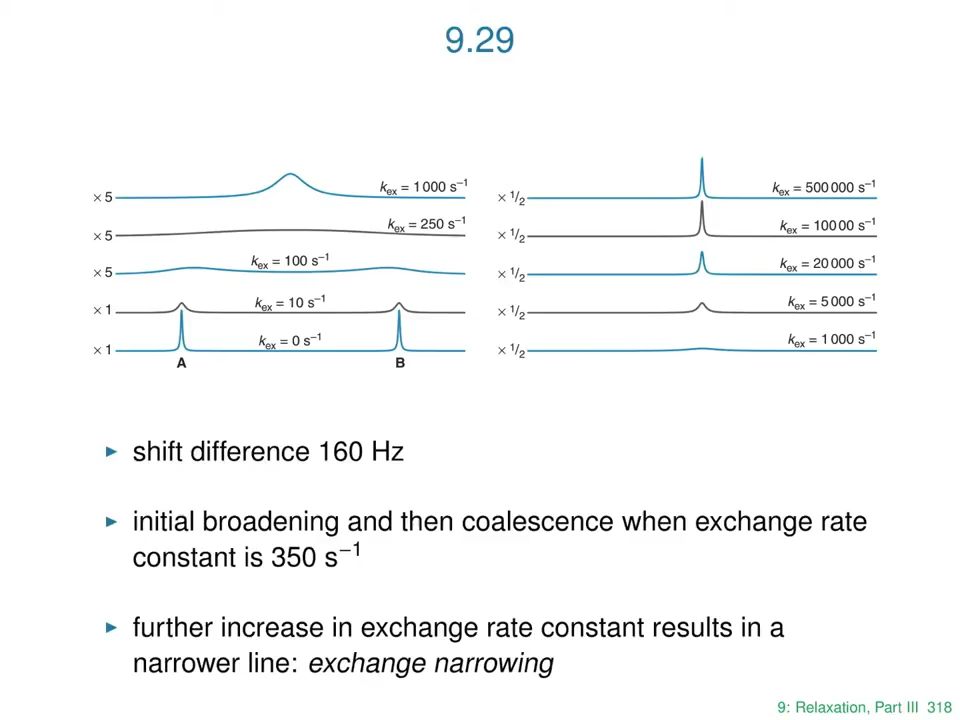 9.29
× 5 kex = 1 000 s–1
× 5 kex = 250 s–1
× 5 kex = 100 s–1
× 1 kex = 10 s–1
× 1 kex = 0 s–1
A B
× 1/2 kex = 500 000 s–1
× 1/2 kex = 100 00 s–1
× 1/2 kex = 20 000 s–1
× 1/2 kex = 5 000 s–1
× 1/2 kex = 1 000 s–1
▶ shift difference 160 Hz
▶ initial broadening and then coalescence when exchange rate
constant is 350 s−1
▶ further increase in exchange rate constant results in a
narrower line: exchange narrowing
9: Relaxation, Part III 318